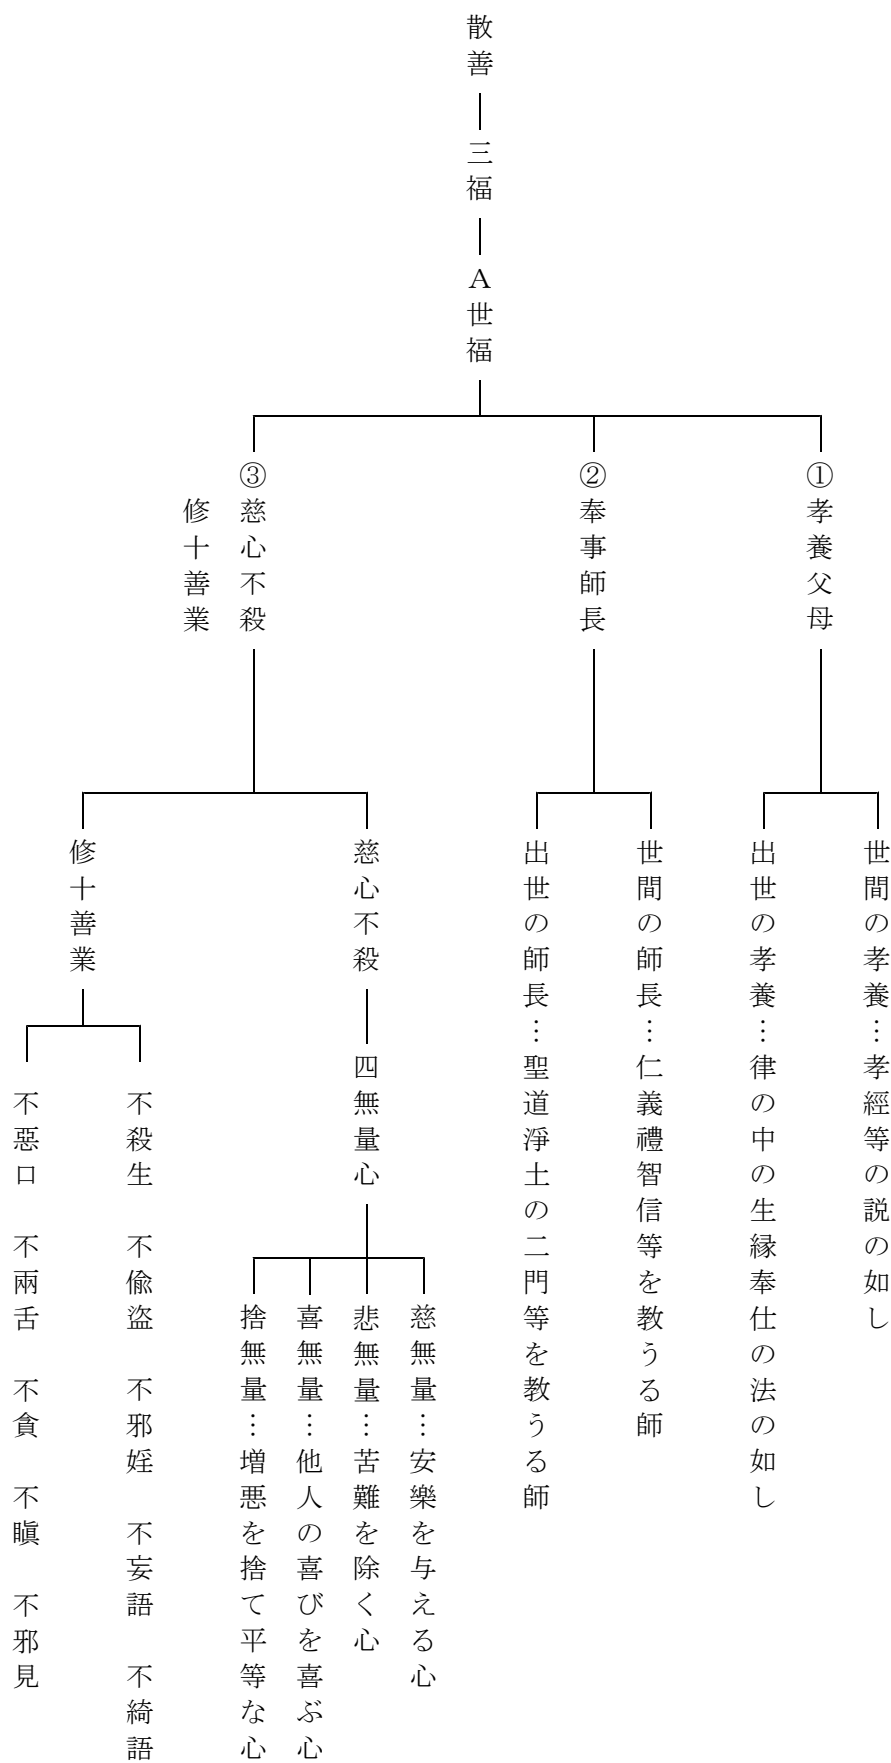 散善
三福
A世福
①孝養父母
世間の孝養…孝經等の説の如し
出世の孝養…律の中の生縁奉仕の法の如し
②奉事師長
世間の師長…仁義禮智信等を教うる師
出世の師長…聖道淨土の二門等を教うる師
③慈心不殺
修十善業
慈心不殺
四無量心
慈無量…安樂を与える心
悲無量…苦難を除く心
喜無量…他人の喜びを喜ぶ心
捨無量…増悪を捨て平等な心
修十善業
不殺生 不偸盗 不邪婬 不妄語 不綺語
不惡口 不兩舌 不貪 不瞋 不邪見